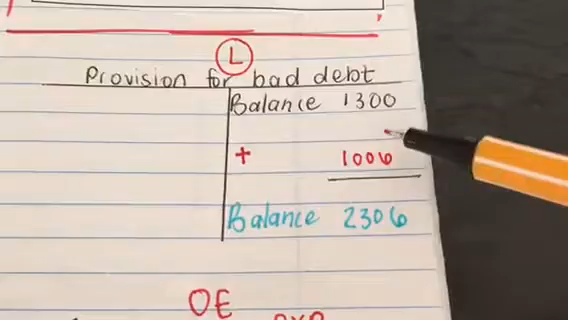 L
Provision for bad debt
Balance 1300
+ 1006
Balance 2306
OE